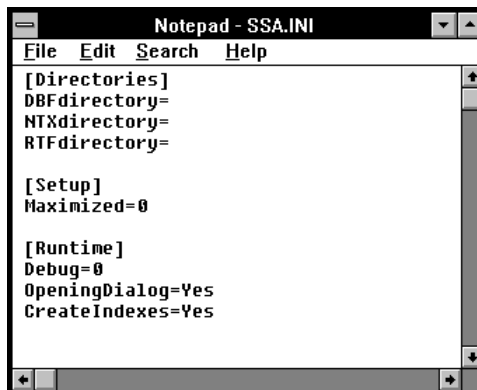 Notepad - SSA.INI
File Edit Search Help
[Directories]
DBFdirectory=
NTXdirectory=
RTFdirectory=
[Setup]
Maximized=0
[Runtime]
Debug=0
OpeningDialog=Yes
CreateIndexes=Yes